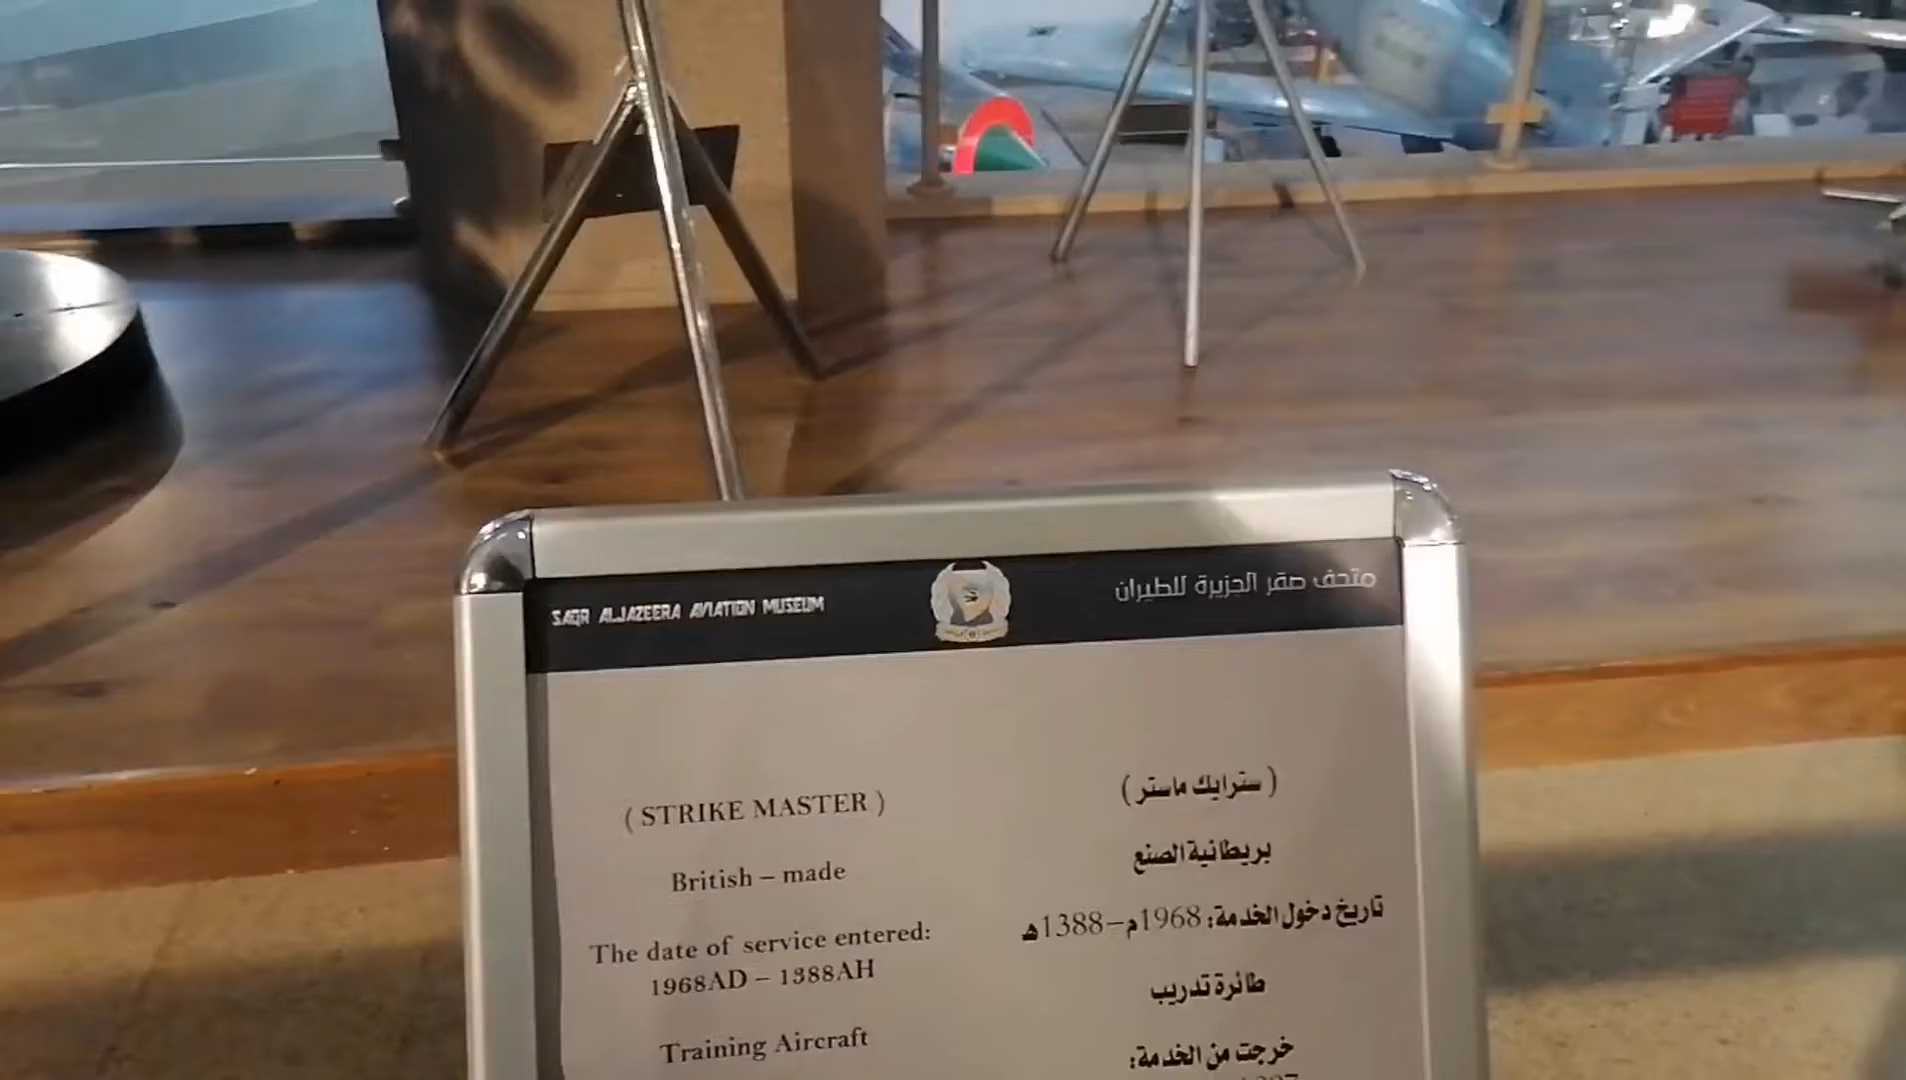 SAQR ALJAZEERA AVIATION MUSEUM
متحف صقر الجزيرة للطيران
( STRIKE MASTER )
British – made
The date of service entered:
1968AD – 1388AH
Training Aircraft
( سترايك ماستر )
بريطانية الصنع
تاريخ دخول الخدمة: 1968م–1388هـ
طائرة تدريب
خرجت من الخدمة: